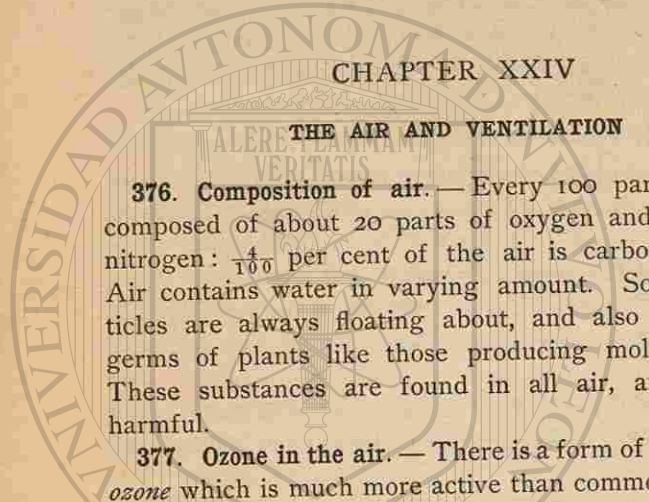 CHAPTER XXIV
THE AIR AND VENTILATION
376. Composition of air. — Every 100 par
composed of about 20 parts of oxygen and
nitrogen: 4/100 per cent of the air is carbo
Air contains water in varying amount. So
ticles are always floating about, and also
germs of plants like those producing mol
These substances are found in all air, a
harmful.
377. Ozone in the air. — There is a form of
ozone which is much more active than comm
ALERE FLAMMAM
VERITATIS